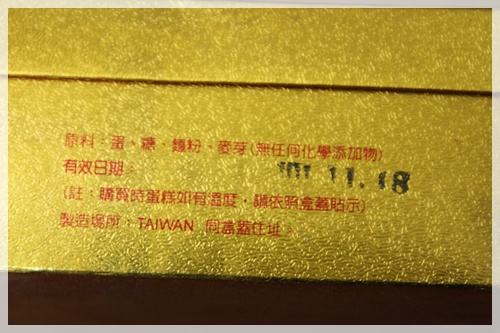 原料：蛋、糖、麵粉、麥芽(無任何化學添加物)
有效日期： 101.11.18
(註：購買時蛋糕如有溫度，請依照盒蓋貼示)
製造場所：TAIWAN 同盒蓋住址。